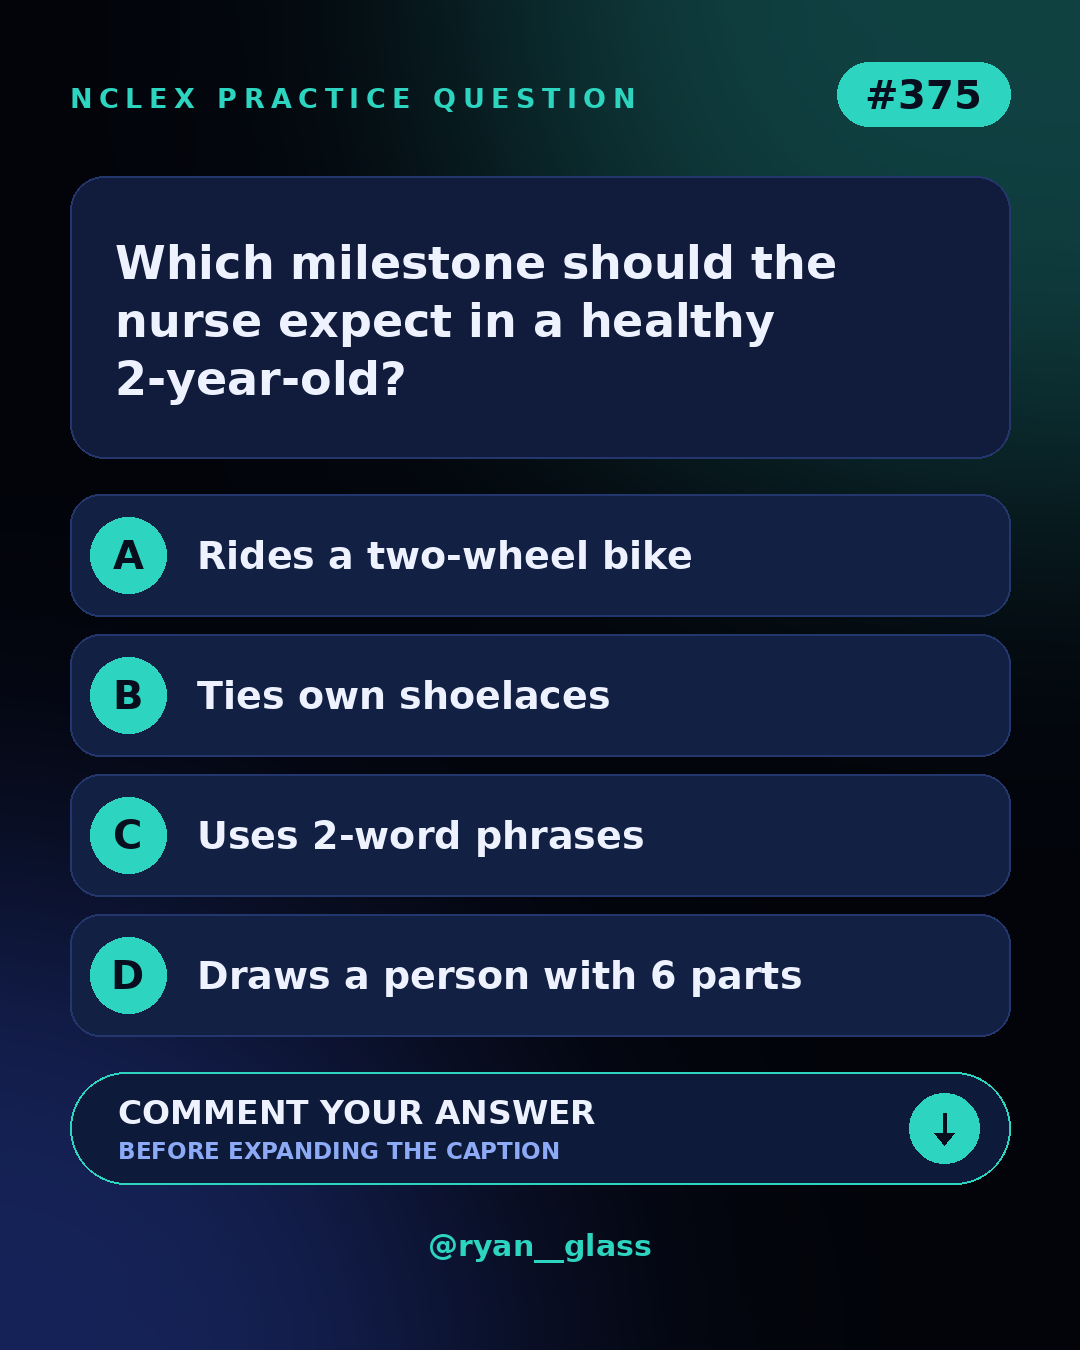 NCLEX PRACTICE QUESTION
#375
Which milestone should the
nurse expect in a healthy
2-year-old?
A Rides a two-wheel bike
B Ties own shoelaces
C Uses 2-word phrases
D Draws a person with 6 parts
COMMENT YOUR ANSWER
BEFORE EXPANDING THE CAPTION
@ryan__glass